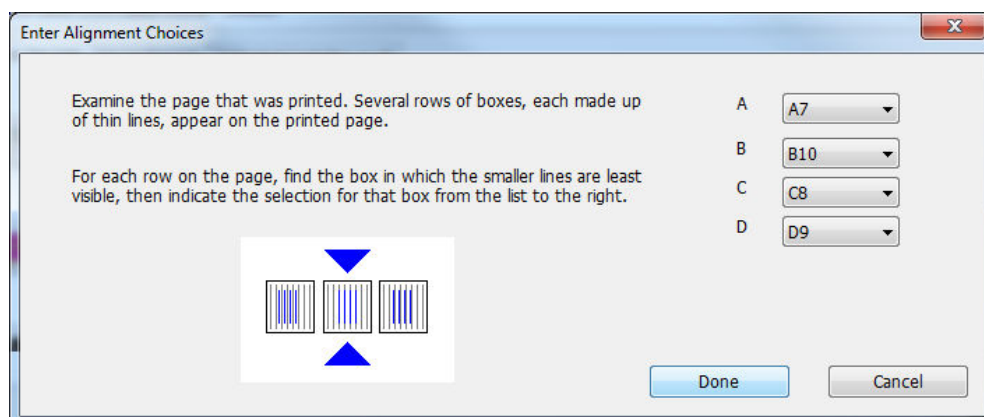 Enter Alignment Choices
Examine the page that was printed. Several rows of boxes, each made up
of thin lines, appear on the printed page.
For each row on the page, find the box in which the smaller lines are least
visible, then indicate the selection for that box from the list to the right.
A A7
B B10
C C8
D D9
Done Cancel